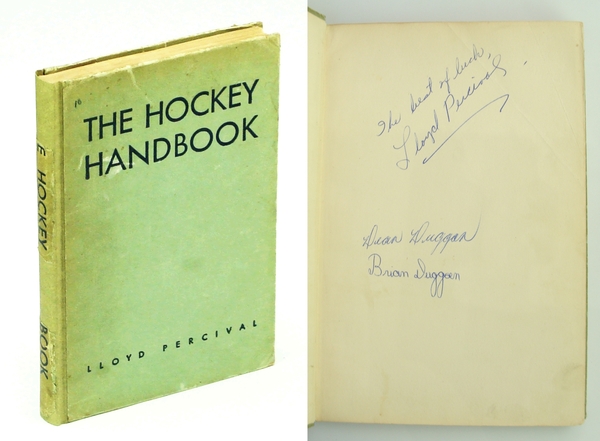 THE HOCKEY
HANDBOOK
LLOYD PERCIVAL
E HOCKEY
BOOK
The best of luck,
Lloyd Percival
Dean Duggan
Brian Duggan